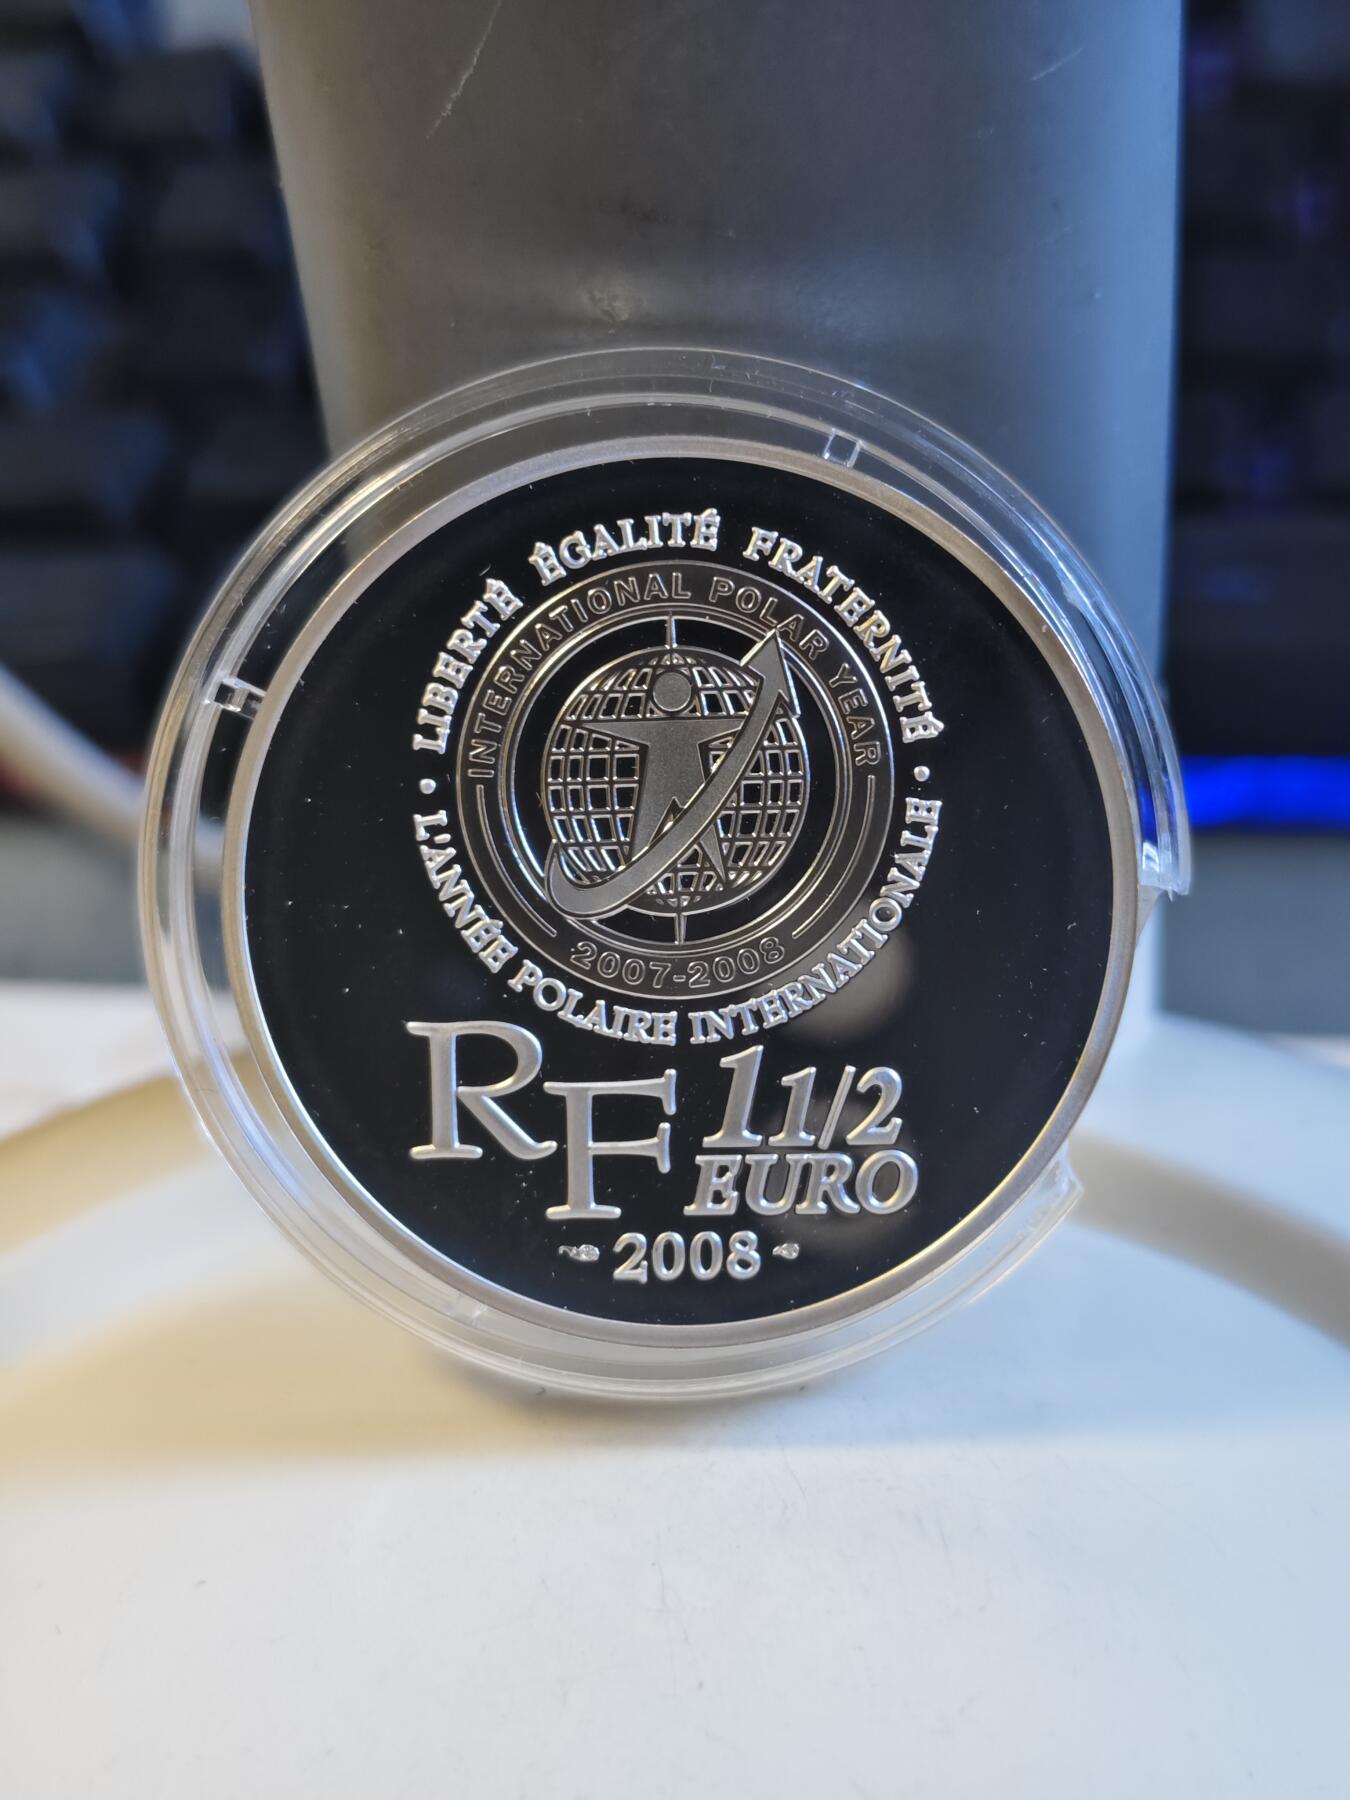 LIBERTÉ ÉGALITÉ FRATERNITÉ
INTERNATIONAL POLAR YEAR
2007-2008
· L'ANNÉE POLAIRE INTERNATIONALE ·
RF
1 1/2
EURO
2008